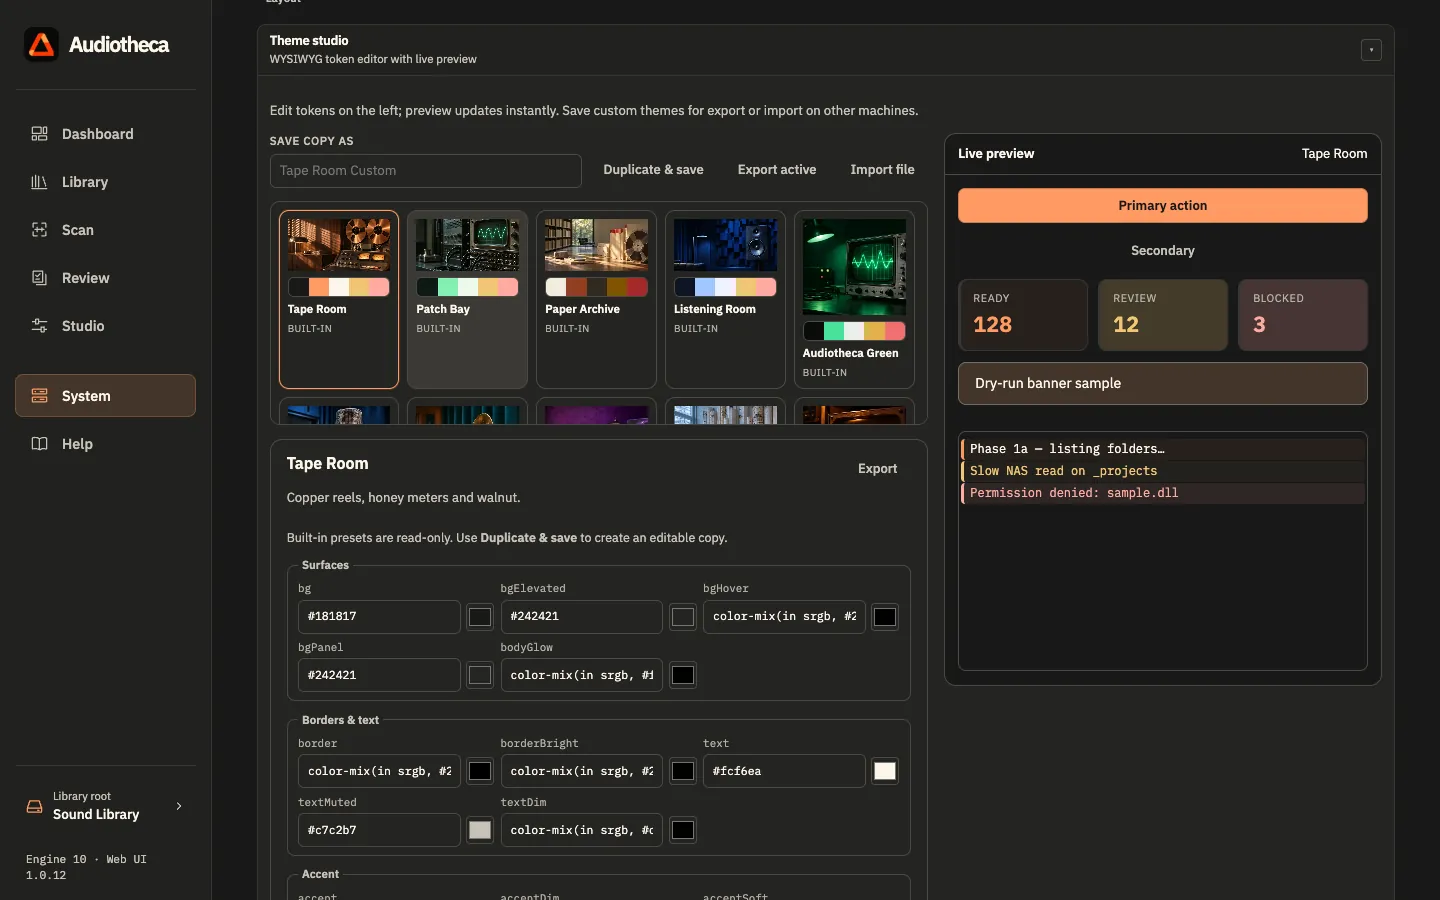 Audiotheca
Dashboard
Library
Scan
Review
Studio
System
Help
Library root
Sound Library
Engine 10 · Web UI
1.0.12
Layout
Theme studio
WYSIWYG token editor with live preview
Edit tokens on the left; preview updates instantly. Save custom themes for export or import on other machines.
SAVE COPY AS
Tape Room Custom
Duplicate & save
Export active
Import file
Tape Room
BUILT-IN
Patch Bay
BUILT-IN
Paper Archive
BUILT-IN
Listening Room
BUILT-IN
Audiotheca Green
BUILT-IN
Tape Room
Export
Copper reels, honey meters and walnut.
Built-in presets are read-only. Use Duplicate & save to create an editable copy.
Surfaces
bg
bgElevated
bgHover
#181817
#242421
color-mix(in srgb, #2
bgPanel
bodyGlow
#242421
color-mix(in srgb, #f
Borders & text
border
borderBright
text
color-mix(in srgb, #2
color-mix(in srgb, #2
#fcf6ea
textMuted
textDim
#c7c2b7
color-mix(in srgb, #c
Accent
accent
accentDim
accentSoft
Live preview
Tape Room
Primary action
Secondary
READY
128
REVIEW
12
BLOCKED
3
Dry-run banner sample
Phase 1a — listing folders…
Slow NAS read on _projects
Permission denied: sample.dll